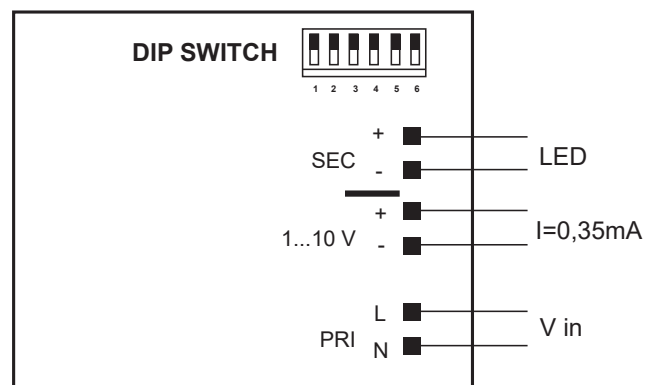 DIP SWITCH
1 2 3 4 5 6
+
SEC
-
LED
+
1...10 V
-
I=0,35mA
L
PRI
N
V in